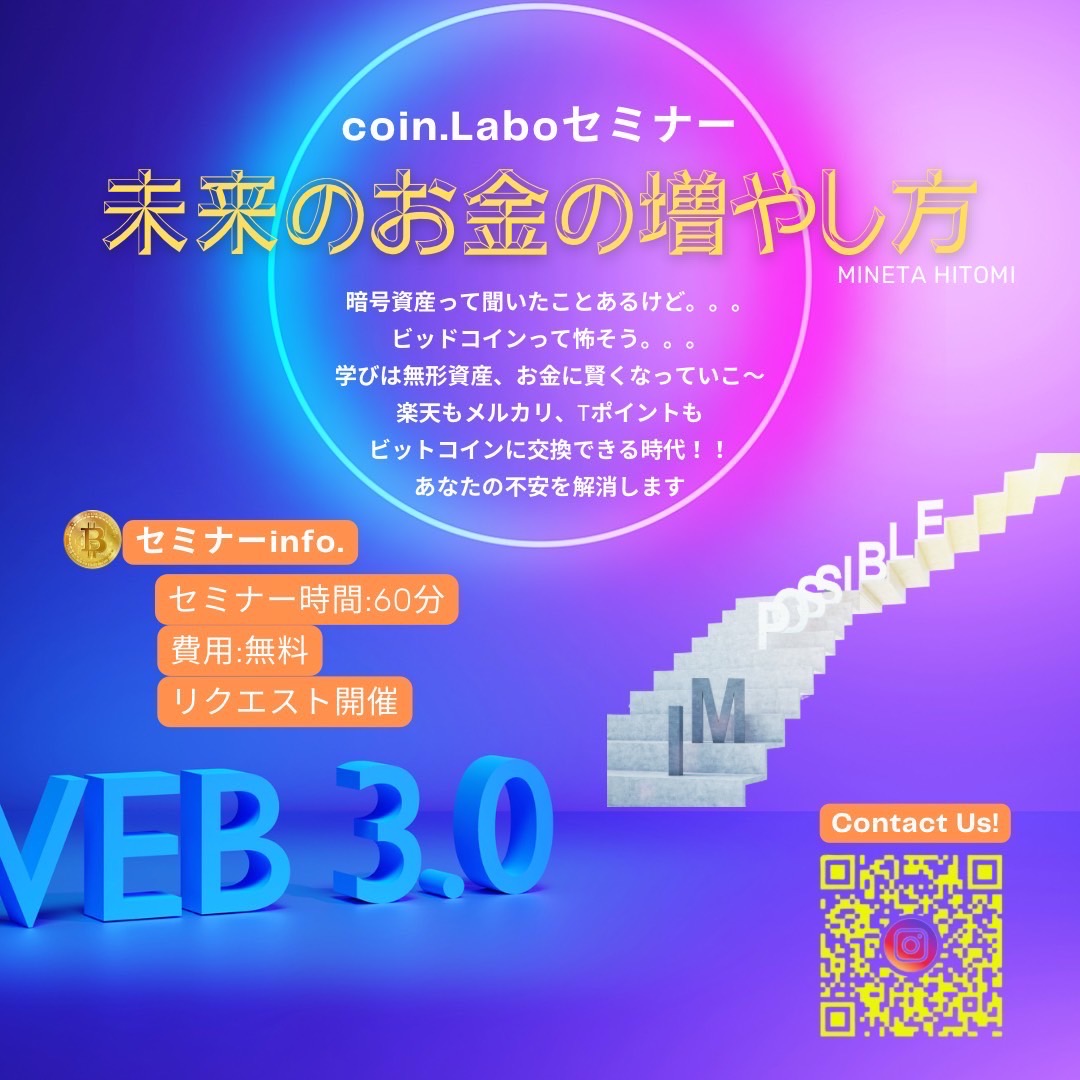 coin.Laboセミナー
未来のお金の増やし方
MINETA HITOMI
暗号資産って聞いたことあるけど。。。
ビッドコインって怖そう。。。
学びは無形資産、お金に賢くなっていこ〜
楽天もメルカリ、Tポイントも
ビットコインに交換できる時代！！
あなたの不安を解消します
セミナーinfo.
セミナー時間:60分
費用:無料
リクエスト開催
POSSIBLE
IM
WEB 3.0
Contact Us!